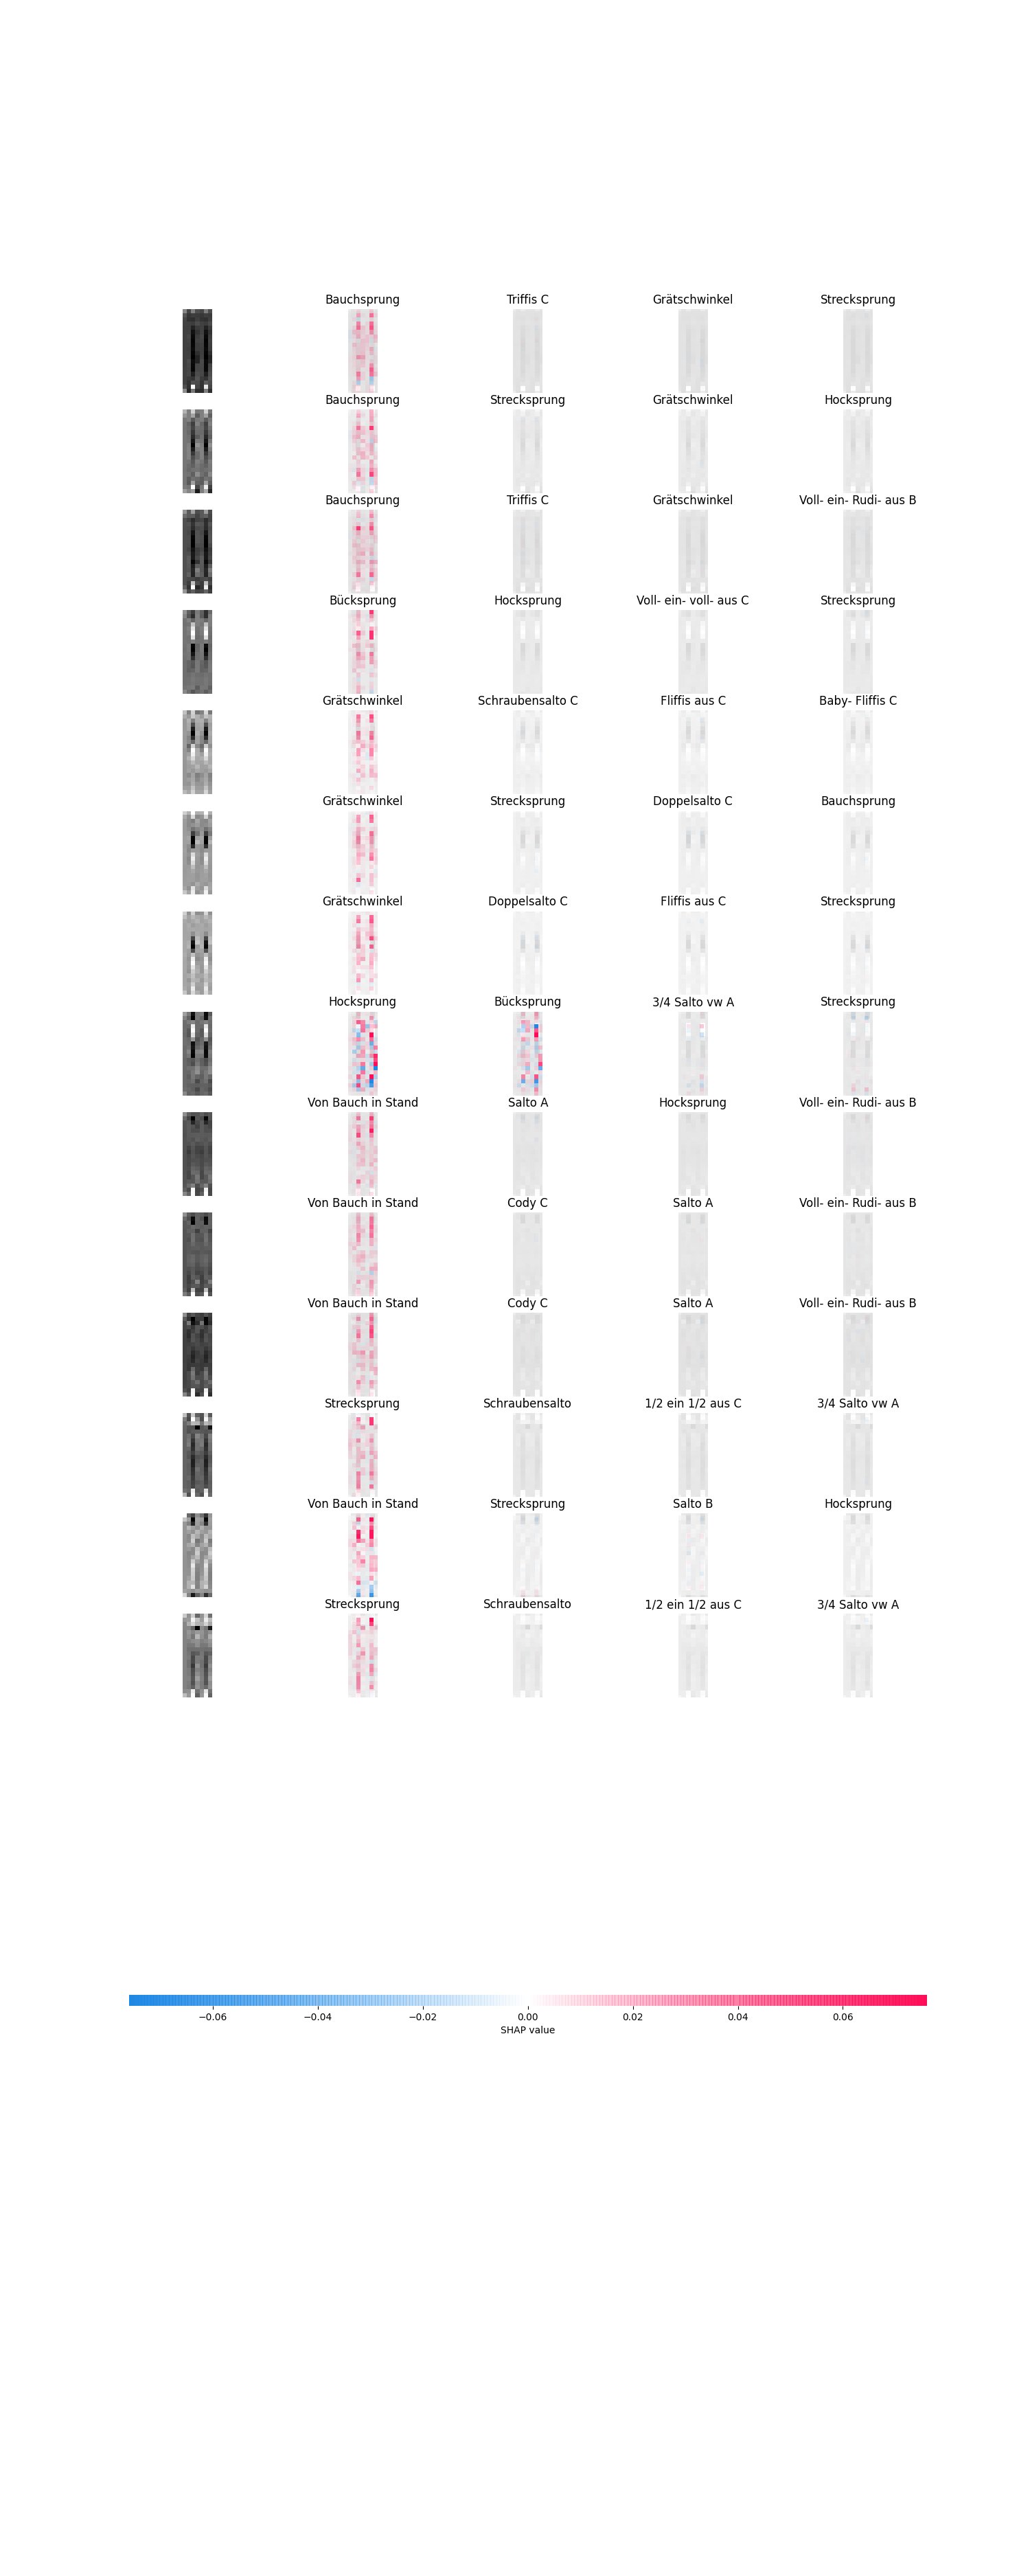 Bauchsprung Triffis C Grätschwinkel Strecksprung
Bauchsprung Strecksprung Grätschwinkel Hocksprung
Bauchsprung Triffis C Grätschwinkel Voll- ein- Rudi- aus B
Bücksprung Hocksprung Voll- ein- voll- aus C Strecksprung
Grätschwinkel Schraubensalto C Fliffis aus C Baby- Fliffis C
Grätschwinkel Strecksprung Doppelsalto C Bauchsprung
Grätschwinkel Doppelsalto C Fliffis aus C Strecksprung
Hocksprung Bücksprung 3/4 Salto vw A Strecksprung
Von Bauch in Stand Salto A Hocksprung Voll- ein- Rudi- aus B
Von Bauch in Stand Cody C Salto A Voll- ein- Rudi- aus B
Von Bauch in Stand Cody C Salto A Voll- ein- Rudi- aus B
Strecksprung Schraubensalto 1/2 ein 1/2 aus C 3/4 Salto vw A
Von Bauch in Stand Strecksprung Salto B Hocksprung
Strecksprung Schraubensalto 1/2 ein 1/2 aus C 3/4 Salto vw A
−0.06 −0.04 −0.02 0.00 0.02 0.04 0.06
SHAP value